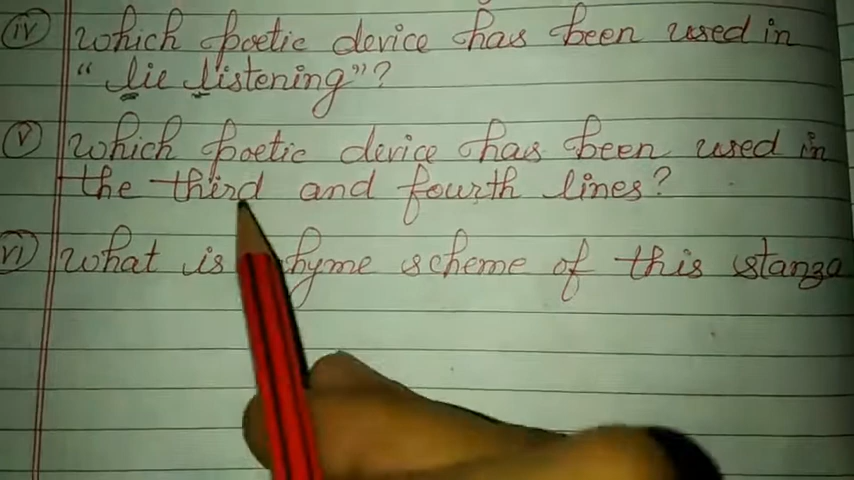 (iv) Which poetic device has been used in
“lie listening”?
(v) Which poetic device has been used in
the third and fourth lines?
(vi) What is rhyme scheme of this stanza